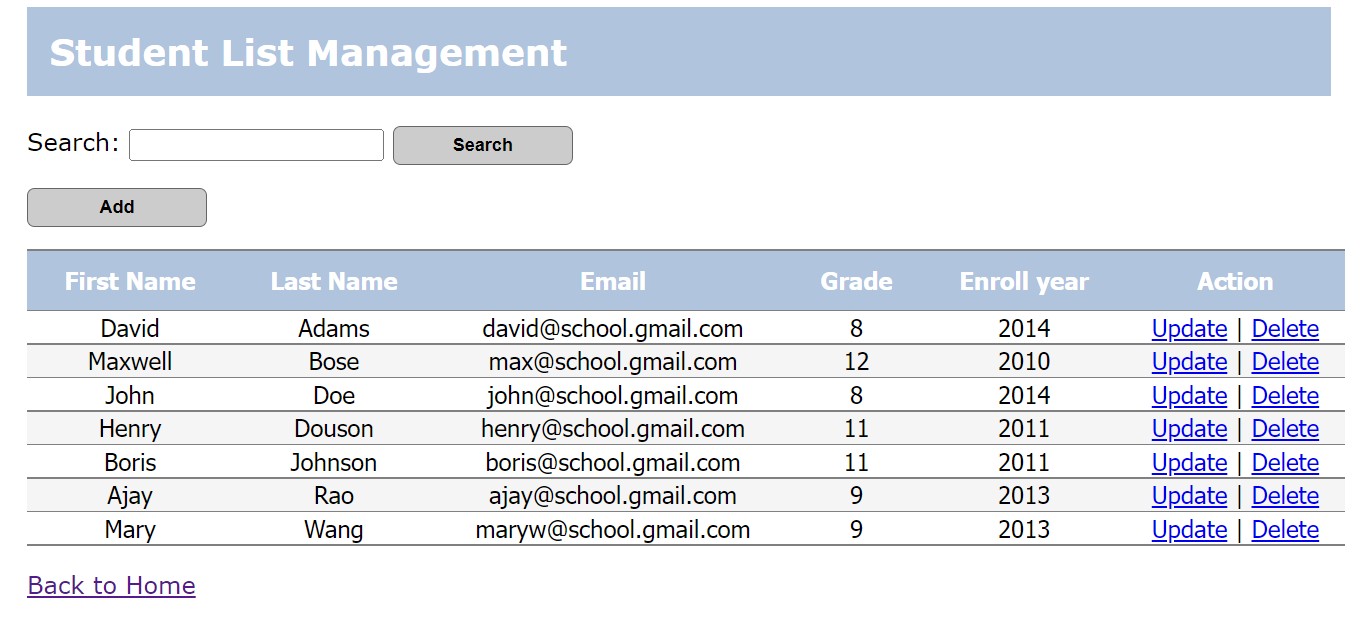 Student List Management
Search: Search
Add
First Name Last Name Email Grade Enroll year Action
David Adams david@school.gmail.com 8 2014 Update | Delete
Maxwell Bose max@school.gmail.com 12 2010 Update | Delete
John Doe john@school.gmail.com 8 2014 Update | Delete
Henry Douson henry@school.gmail.com 11 2011 Update | Delete
Boris Johnson boris@school.gmail.com 11 2011 Update | Delete
Ajay Rao ajay@school.gmail.com 9 2013 Update | Delete
Mary Wang maryw@school.gmail.com 9 2013 Update | Delete
Back to Home